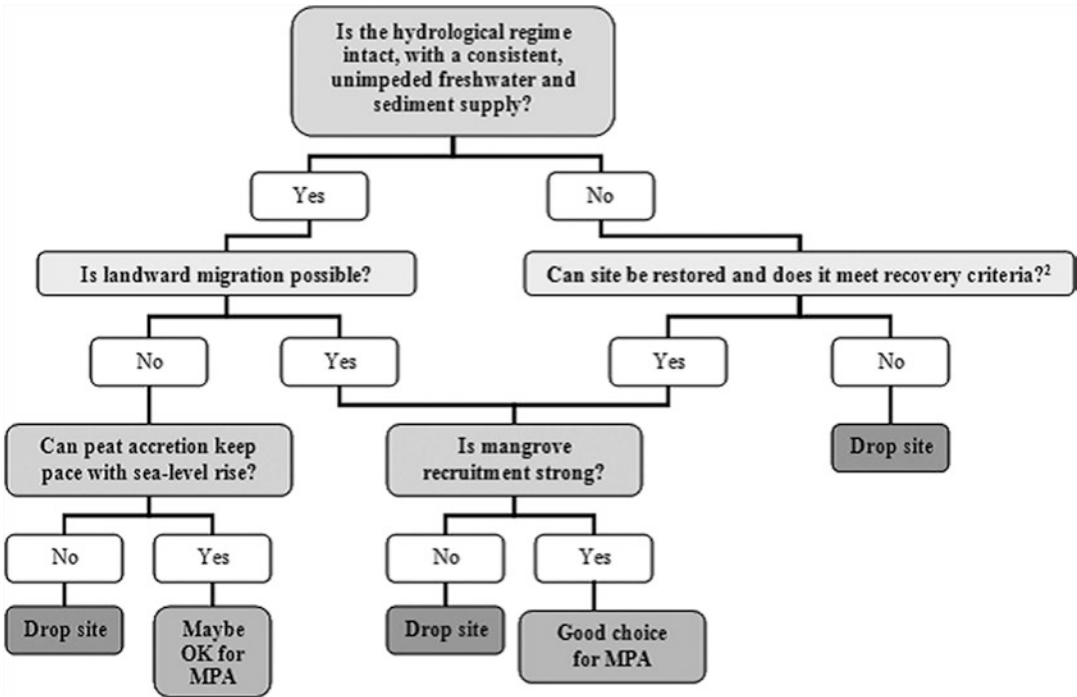 Is the hydrological regime
intact, with a consistent,
unimpeded freshwater and
sediment supply?
Yes
No
Is landward migration possible?
Can site be restored and does it meet recovery criteria?²
No
Yes
Yes
No
Can peat accretion keep
pace with sea-level rise?
Is mangrove
recruitment strong?
Drop site
No
Yes
No
Yes
Drop site
Maybe
OK for
MPA
Drop site
Good choice
for MPA